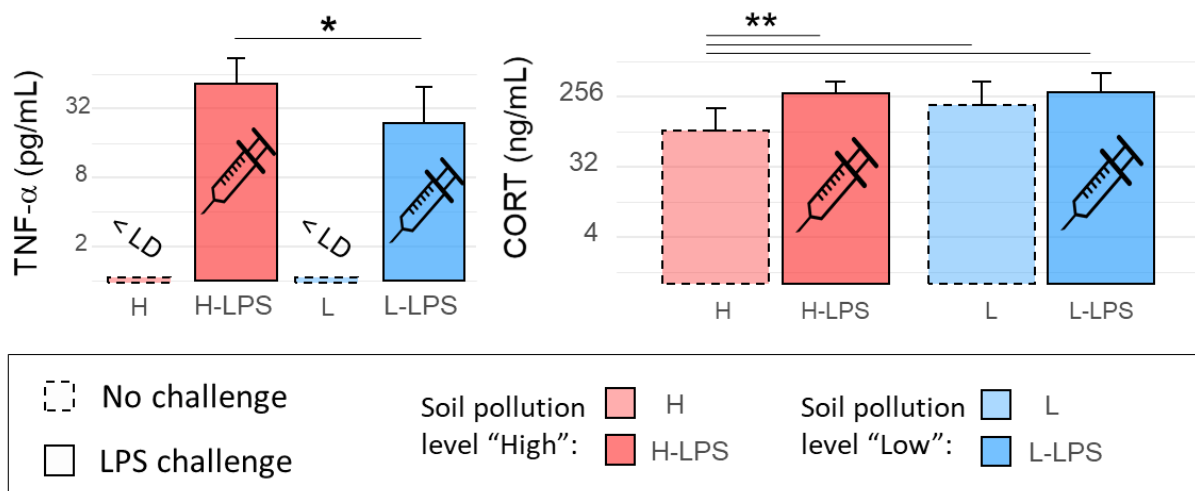 *
**
TNF-α (pg/mL)
32
8
2
< LD
< LD
H
H-LPS
L
L-LPS
CORT (ng/mL)
256
32
4
H
H-LPS
L
L-LPS
No challenge
LPS challenge
Soil pollution
level “High”:
H
H-LPS
Soil pollution
level “Low”:
L
L-LPS